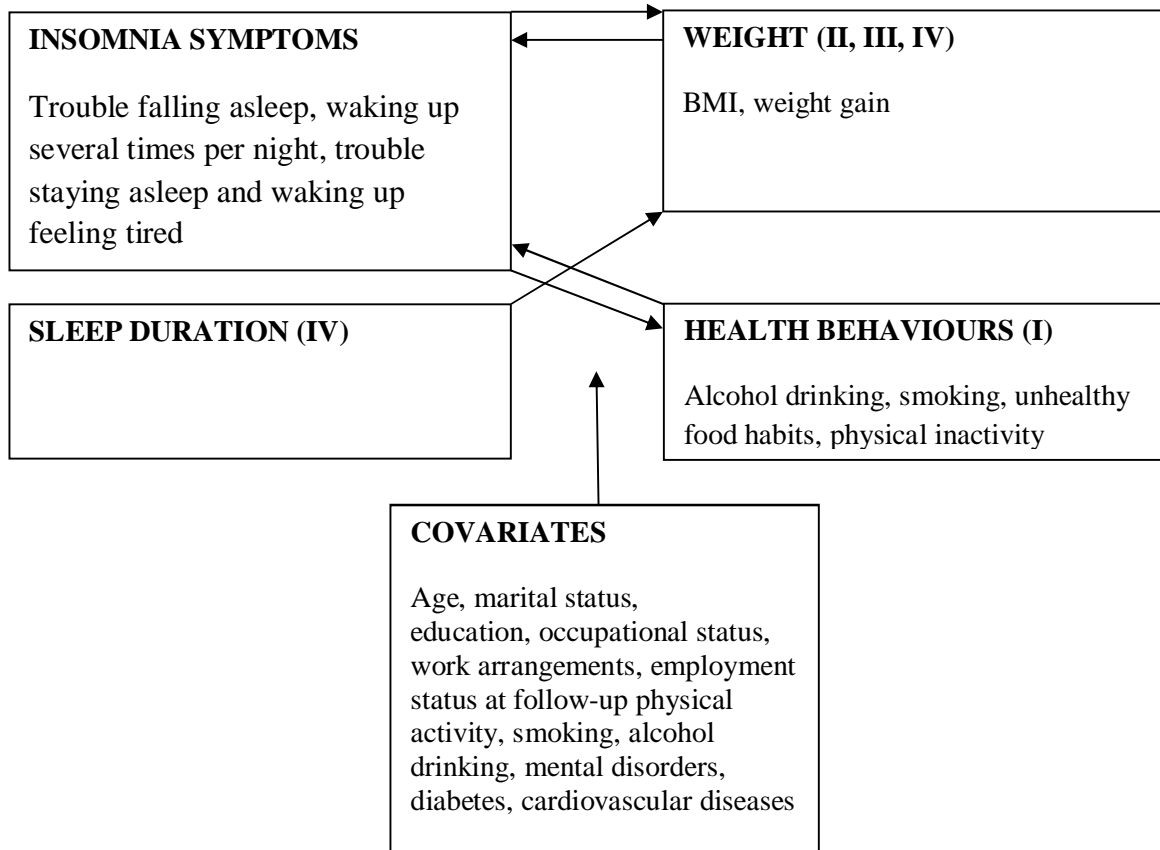 INSOMNIA SYMPTOMS
Trouble falling asleep, waking up
several times per night, trouble
staying asleep and waking up
feeling tired
WEIGHT (II, III, IV)
BMI, weight gain
SLEEP DURATION (IV)
HEALTH BEHAVIOURS (I)
Alcohol drinking, smoking, unhealthy
food habits, physical inactivity
COVARIATES
Age, marital status,
education, occupational status,
work arrangements, employment
status at follow-up physical
activity, smoking, alcohol
drinking, mental disorders,
diabetes, cardiovascular diseases